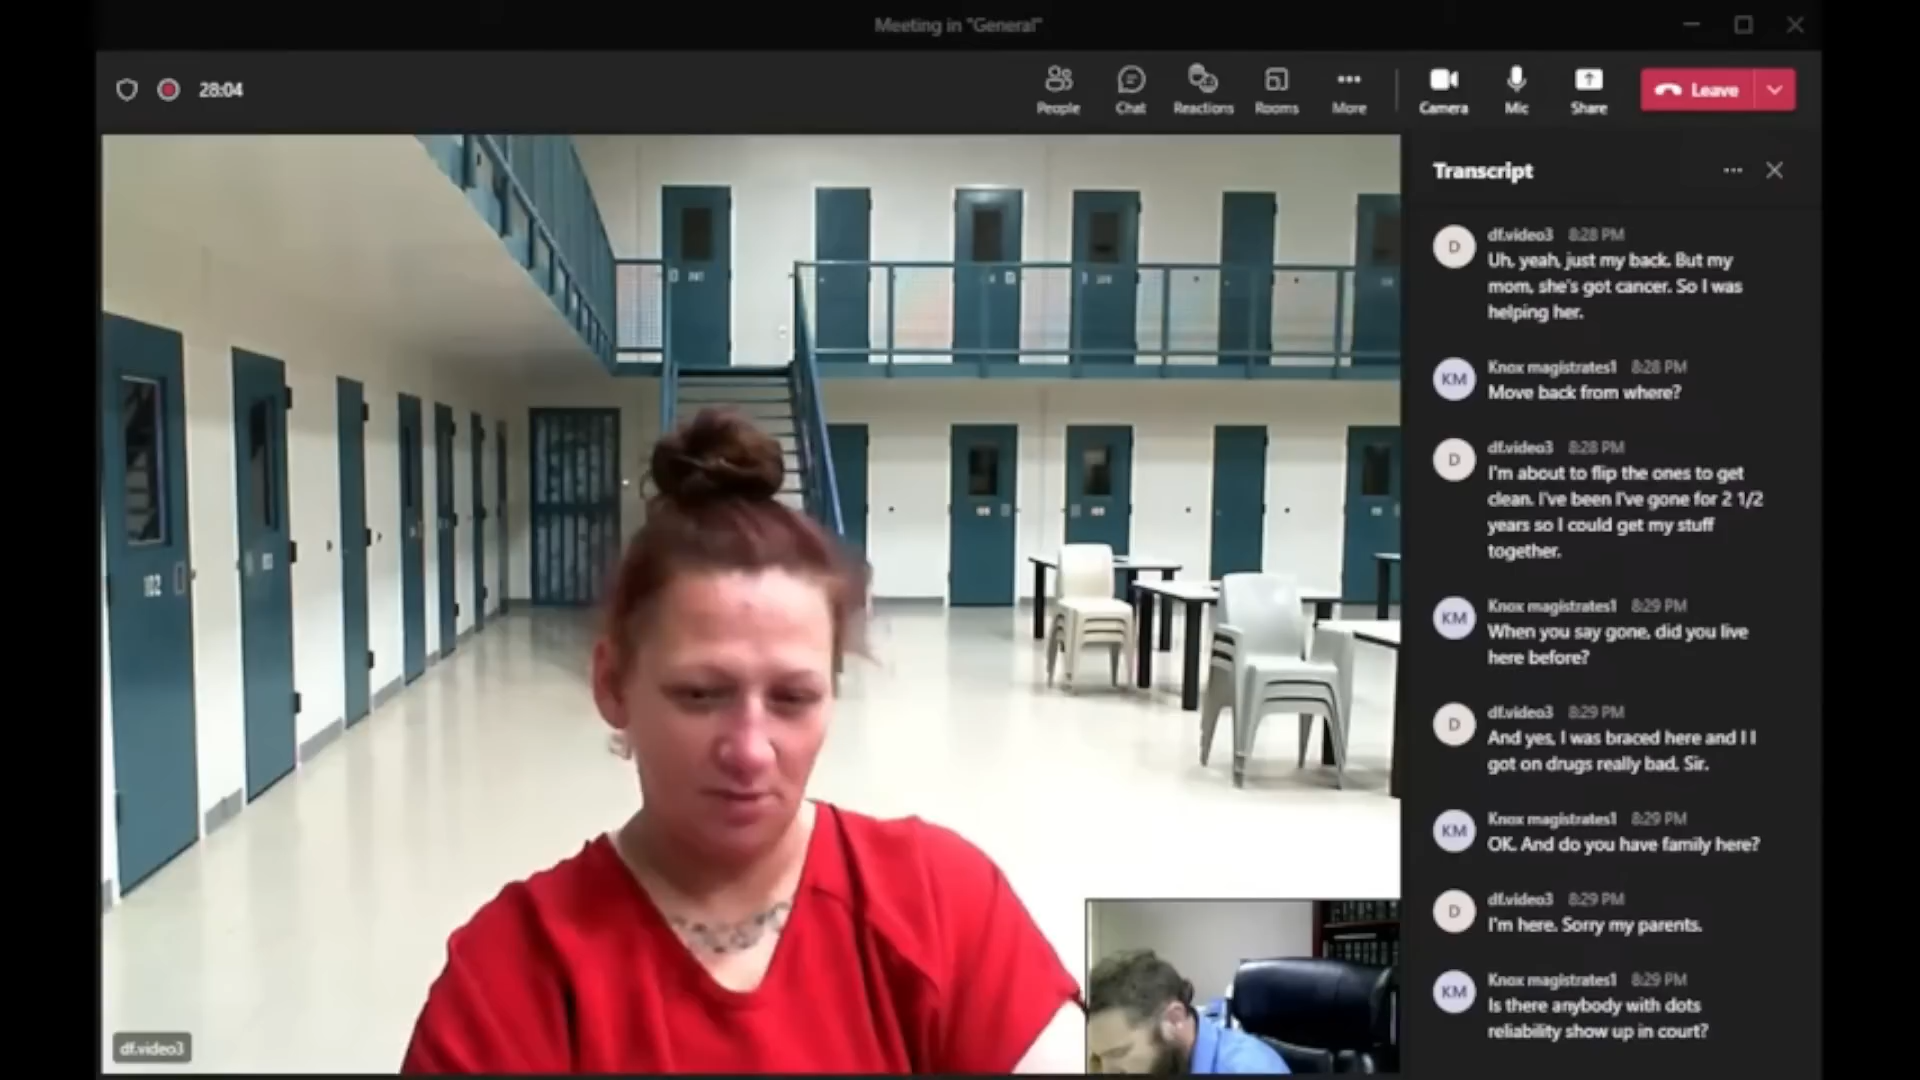 Meeting in "General"
28:04
People
Chat
Reactions
Rooms
More
Camera
Mic
Share
Leave
Transcript
D
df.video3 8:28 PM
Uh, yeah, just my back. But my
mom, she's got cancer. So I was
helping her.
KM
Knox magistrates1 8:28 PM
Move back from where?
D
df.video3 8:28 PM
I'm about to flip the ones to get
clean. I've been I've gone for 2 1/2
years so I could get my stuff
together.
KM
Knox magistrates1 8:29 PM
When you say gone, did you live
here before?
D
df.video3 8:29 PM
And yes, I was braced here and I I
got on drugs really bad, Sir.
KM
Knox magistrates1 8:29 PM
OK. And do you have family here?
D
df.video3 8:29 PM
I'm here. Sorry my parents.
KM
Knox magistrates1 8:29 PM
Is there anybody with dots
reliability show up in court?
102
df.video3